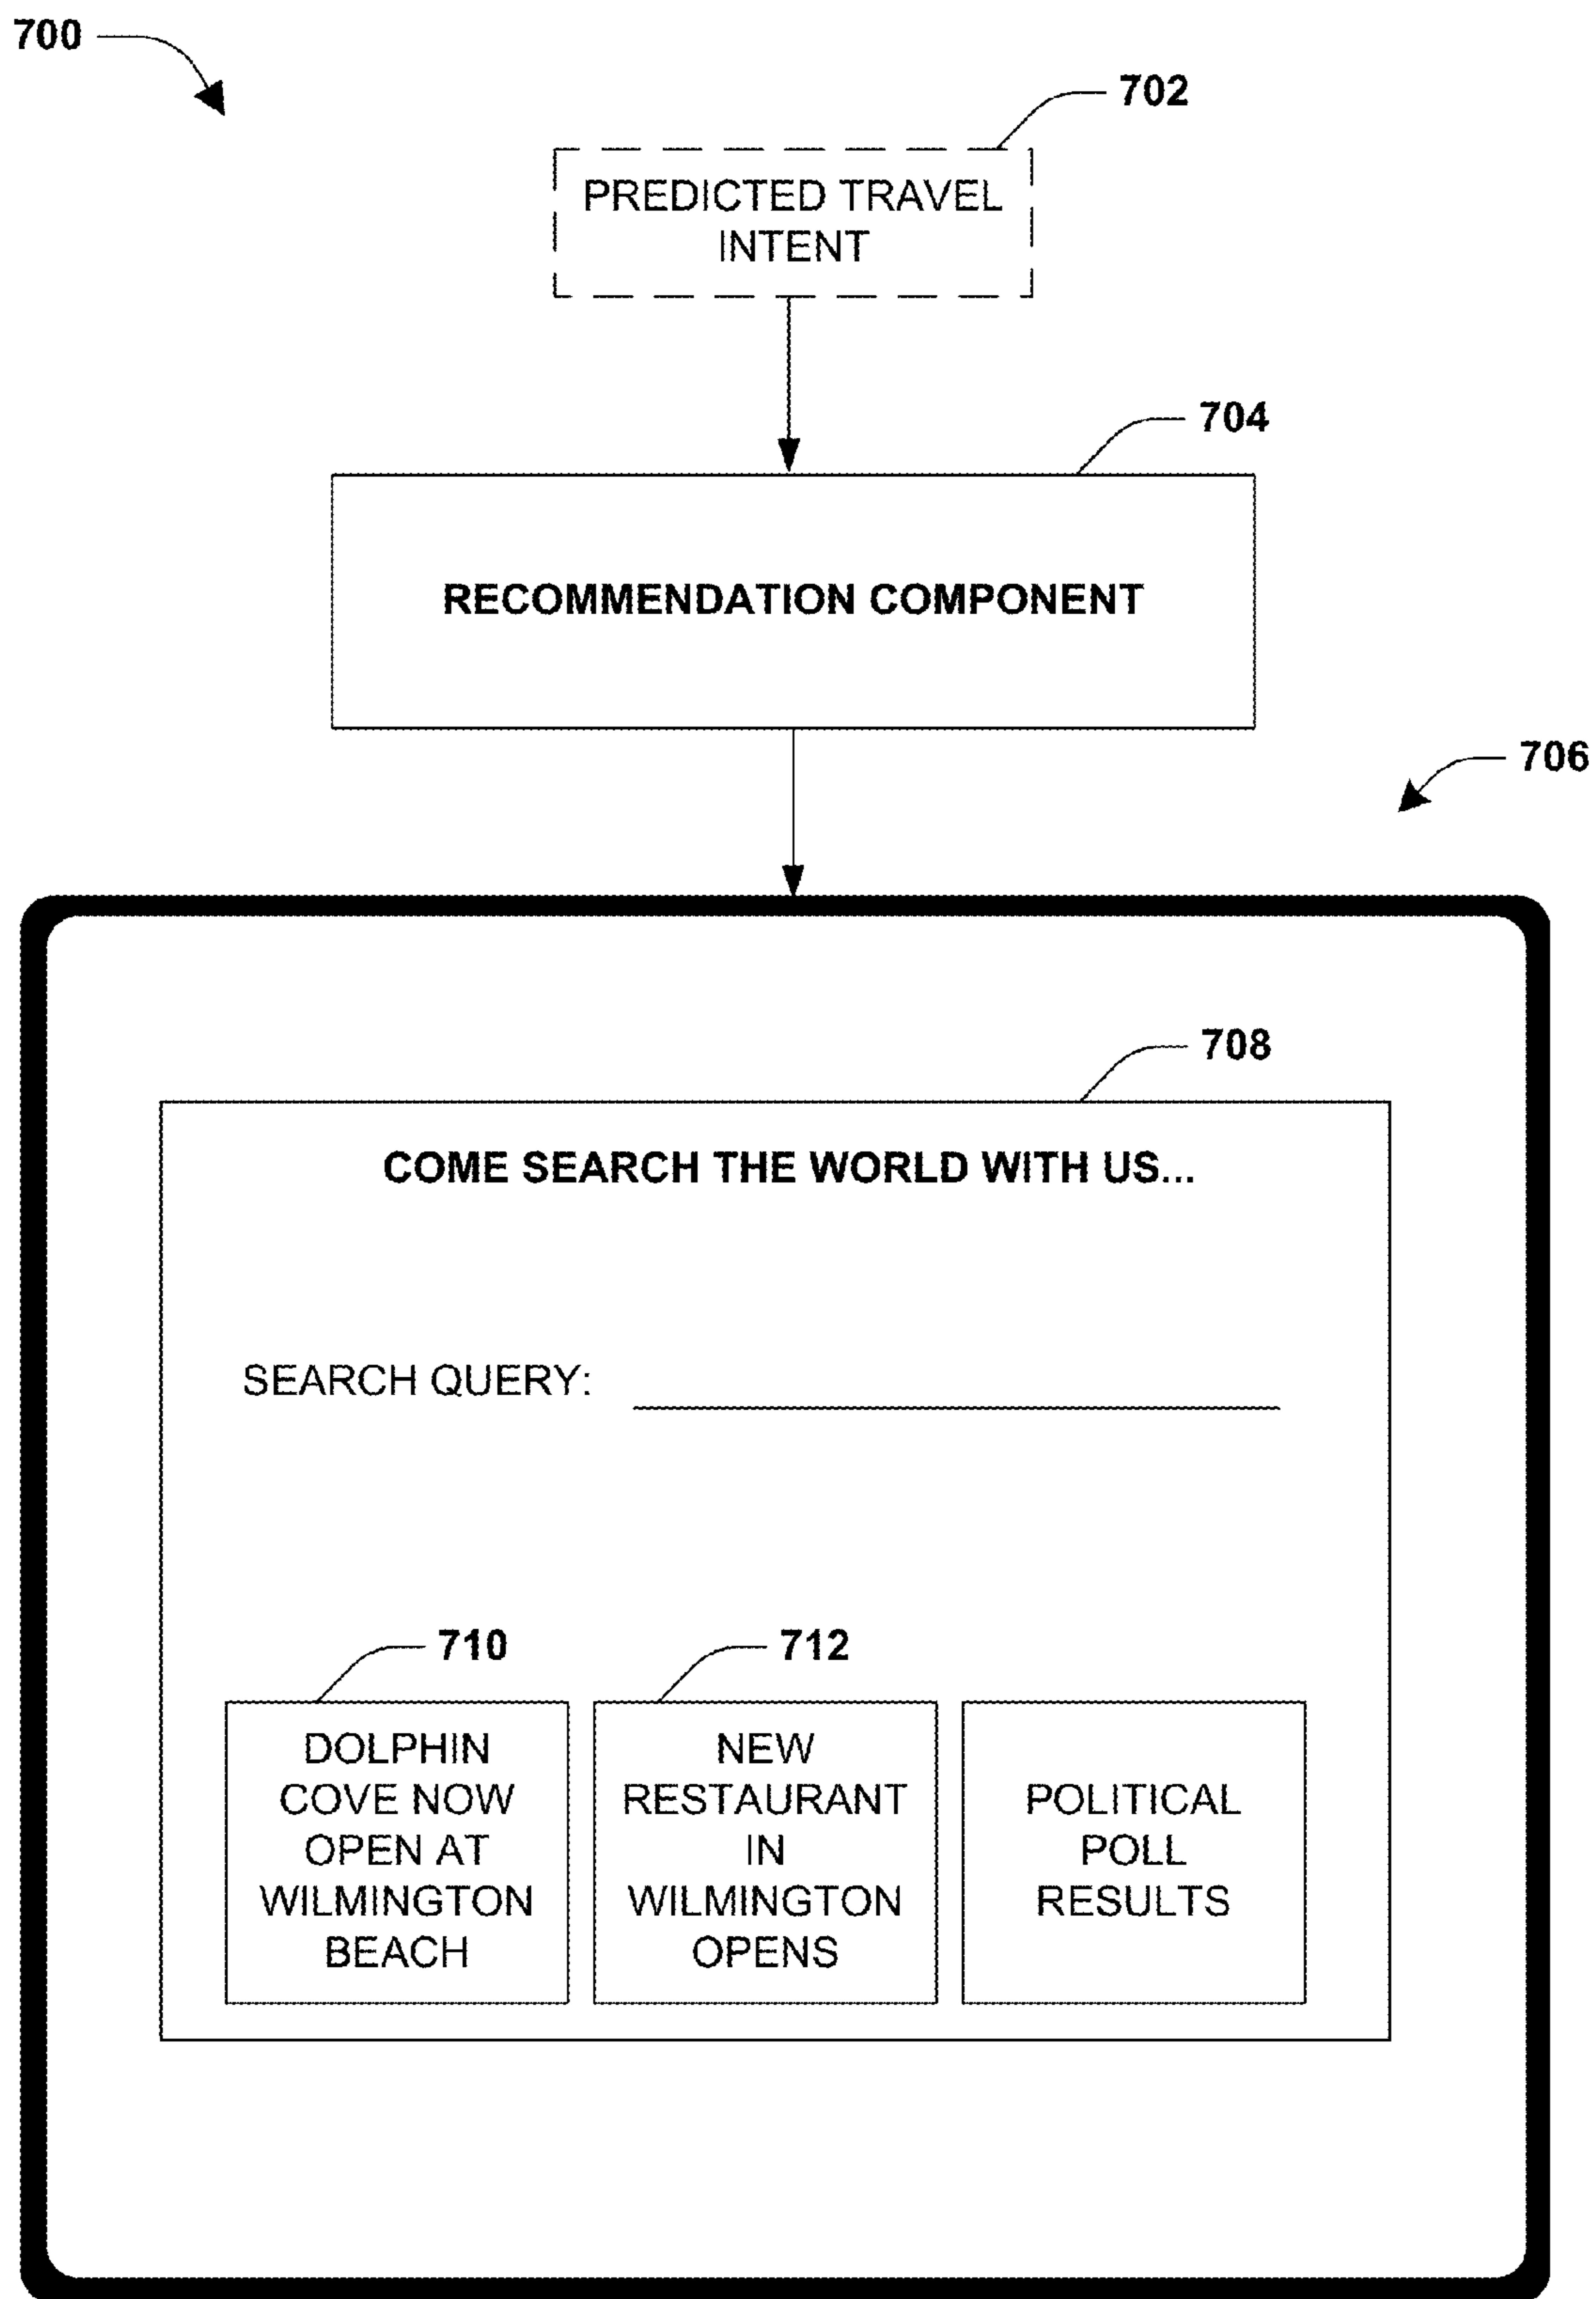 700
702
PREDICTED TRAVEL
INTENT
704
RECOMMENDATION COMPONENT
706
708
COME SEARCH THE WORLD WITH US...
SEARCH QUERY:
710
712
DOLPHIN
COVE NOW
OPEN AT
WILMINGTON
BEACH
NEW
RESTAURANT
IN
WILMINGTON
OPENS
POLITICAL
POLL
RESULTS